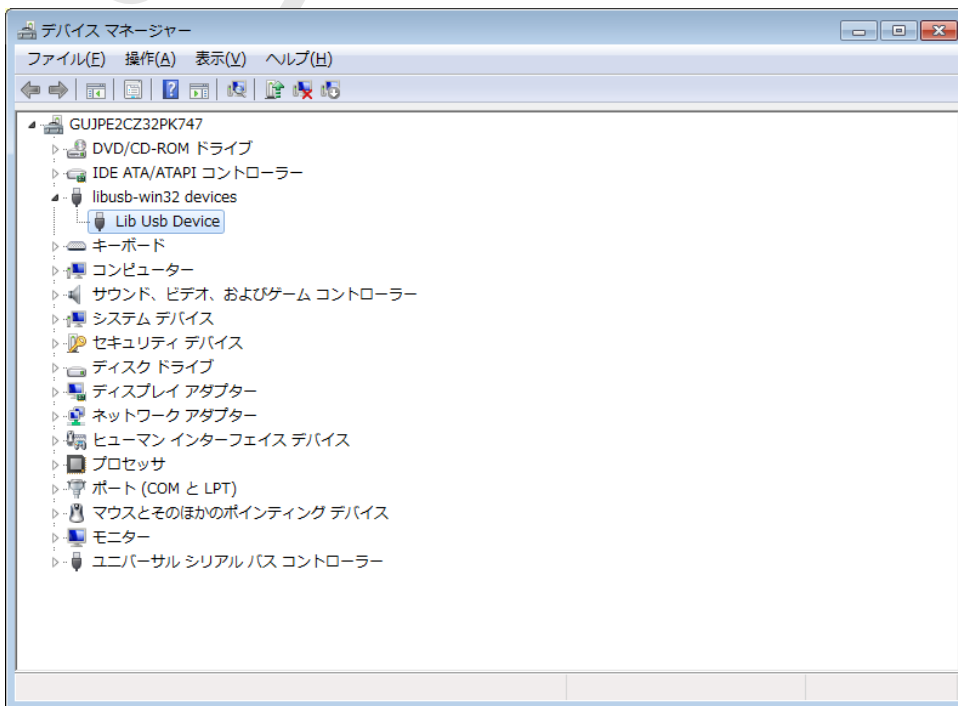 デバイス マネージャー
ファイル(F) 操作(A) 表示(V) ヘルプ(H)
GUJPE2CZ32PK747
DVD/CD-ROM ドライブ
IDE ATA/ATAPI コントローラー
libusb-win32 devices
Lib Usb Device
キーボード
コンピューター
サウンド、ビデオ、およびゲーム コントローラー
システム デバイス
セキュリティ デバイス
ディスク ドライブ
ディスプレイ アダプター
ネットワーク アダプター
ヒューマン インターフェイス デバイス
プロセッサ
ポート (COM と LPT)
マウスとそのほかのポインティング デバイス
モニター
ユニバーサル シリアル バス コントローラー